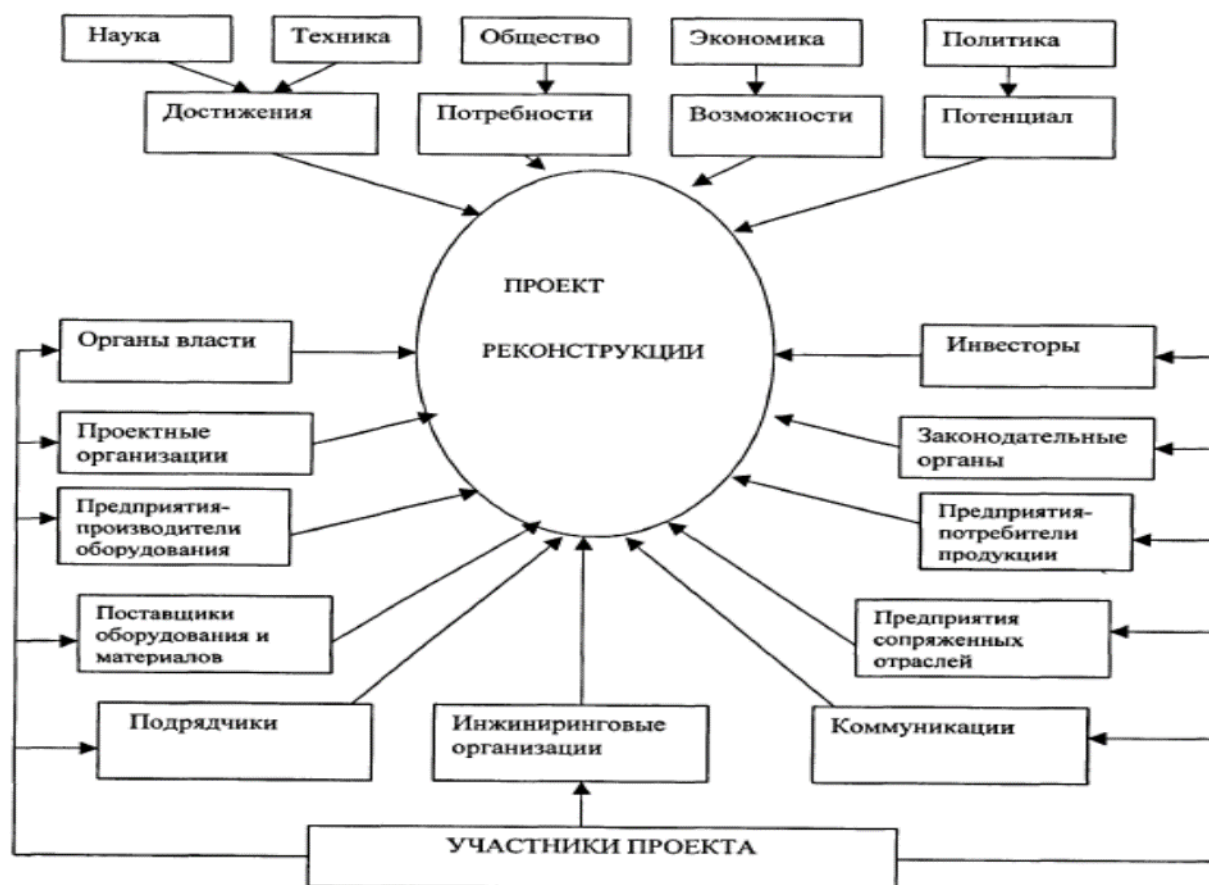 Наука
Техника
Общество
Экономика
Политика
Достижения
Потребности
Возможности
Потенциал
ПРОЕКТ
РЕКОНСТРУКЦИИ
Органы власти
Инвесторы
Проектные
организации
Законодательные
органы
Предприятия-
производители
оборудования
Предприятия-
потребители
продукции
Поставщики
оборудования и
материалов
Предприятия
сопряженных
отраслей
Подрядчики
Инжиниринговые
организации
Коммуникации
УЧАСТНИКИ ПРОЕКТА